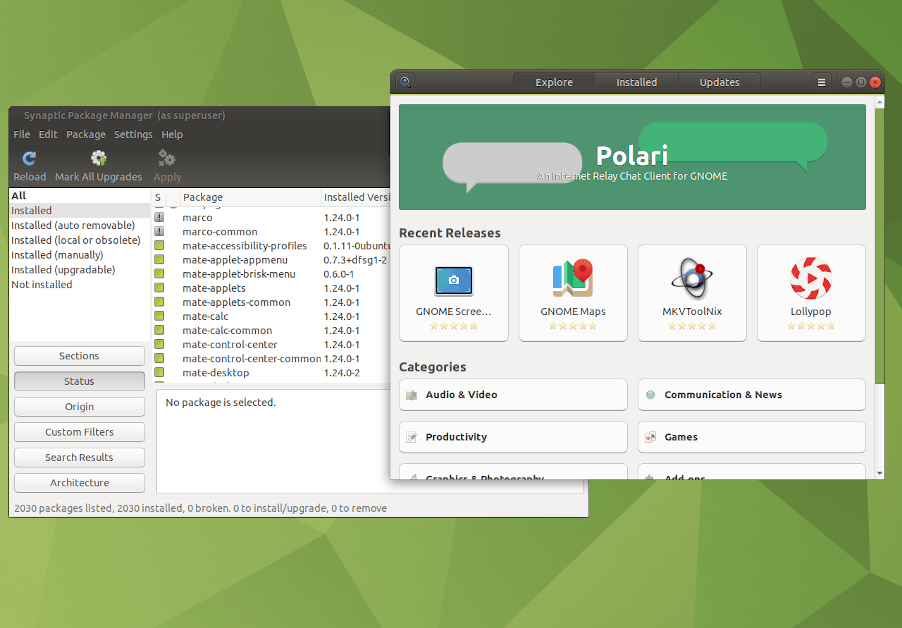 Synaptic Package Manager (as superuser)
File Edit Package Settings Help
Reload Mark All Upgrades Apply
All
Installed
Installed (auto removable)
Installed (local or obsolete)
Installed (manually)
Installed (upgradable)
Not installed
Sections
Status
Origin
Custom Filters
Search Results
Architecture
S Package Installed Versi
marco 1.24.0-1
marco-common 1.24.0-1
mate-accessibility-profiles 0.1.11-0ubuntu
mate-applet-appmenu 0.7.3+dfsg1-2
mate-applet-brisk-menu 0.6.0-1
mate-applets 1.24.0-1
mate-applets-common 1.24.0-1
mate-calc 1.24.0-1
mate-calc-common 1.24.0-1
mate-control-center 1.24.0-1
mate-control-center-common 1.24.0-1
mate-desktop 1.24.0-2
No package is selected.
2030 packages listed, 2030 installed, 0 broken. 0 to install/upgrade, 0 to remove
Explore Installed Updates
Polari
An Internet Relay Chat Client for GNOME
Recent Releases
GNOME Scree...
GNOME Maps
MKVToolNix
Lollypop
Categories
Audio & Video
Communication & News
Productivity
Games
Graphics & Photography
Add-ons